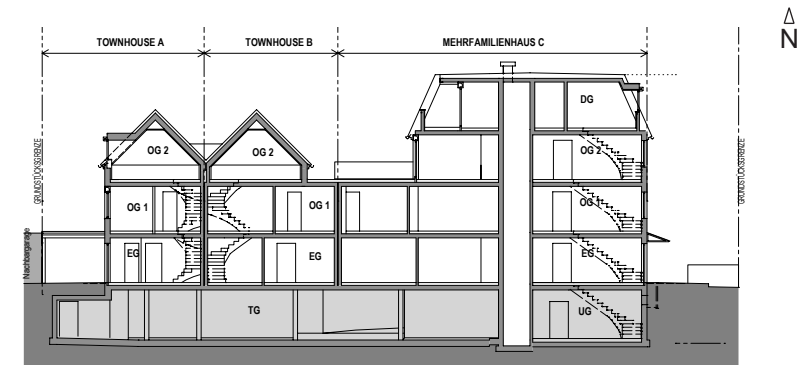 N
TOWNHOUSE A
TOWNHOUSE B
MEHRFAMILIENHAUS C
DG
OG 2
OG 2
OG 2
GRUNDSTÜCKSGRENZE
GRUNDSTÜCKSGRENZE
OG 1
OG 1
OG 1
Nachbargarage
EG
EG
EG
TG
UG